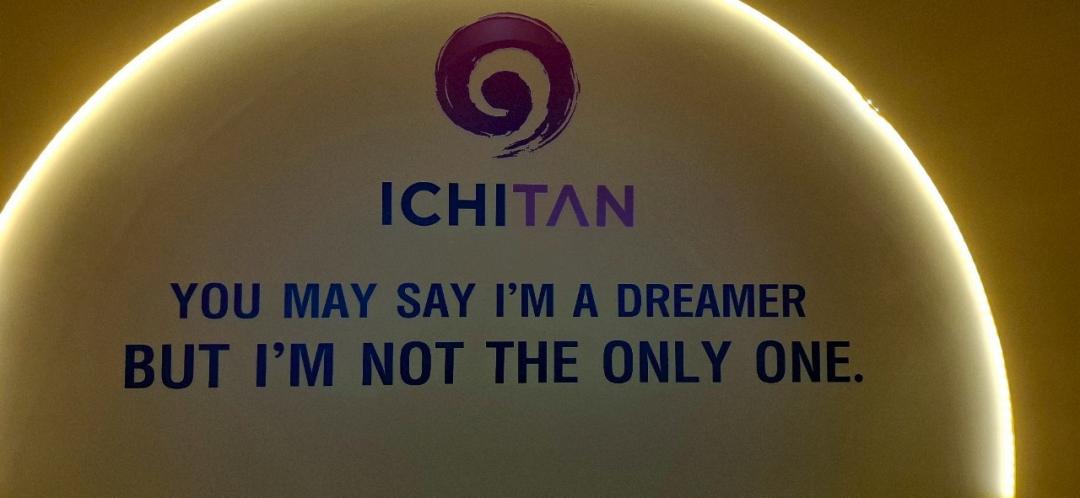 ICHITAN
YOU MAY SAY I'M A DREAMER
BUT I'M NOT THE ONLY ONE.